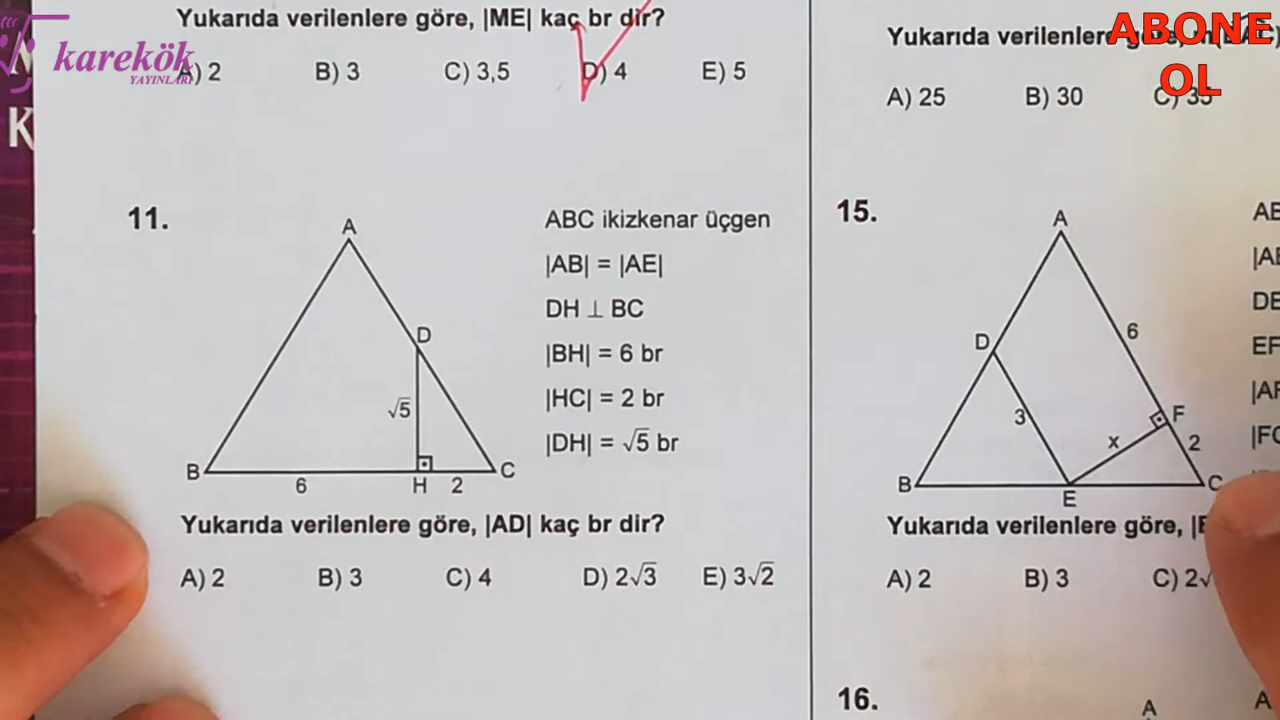 Yukarıda verilenlere göre, |ME| kaç br dir?
A) 2 B) 3 C) 3,5 D) 4 E) 5
karekök
YAYINLARI
K
11.
A
D
√5
B
6
H
2
C
ABC ikizkenar üçgen
|AB| = |AE|
DH ⊥ BC
|BH| = 6 br
|HC| = 2 br
|DH| = √5 br
Yukarıda verilenlere göre, |AD| kaç br dir?
A) 2 B) 3 C) 4 D) 2√3 E) 3√2
ABONE
OL
Yukarıda verilenlere göre,
A) 25 B) 30 C) 35
15.
A
D
6
3
F
x
2
B
E
C
DE
EF
Yukarıda verilenlere göre,
A) 2 B) 3 C) 2√
16.
A
A